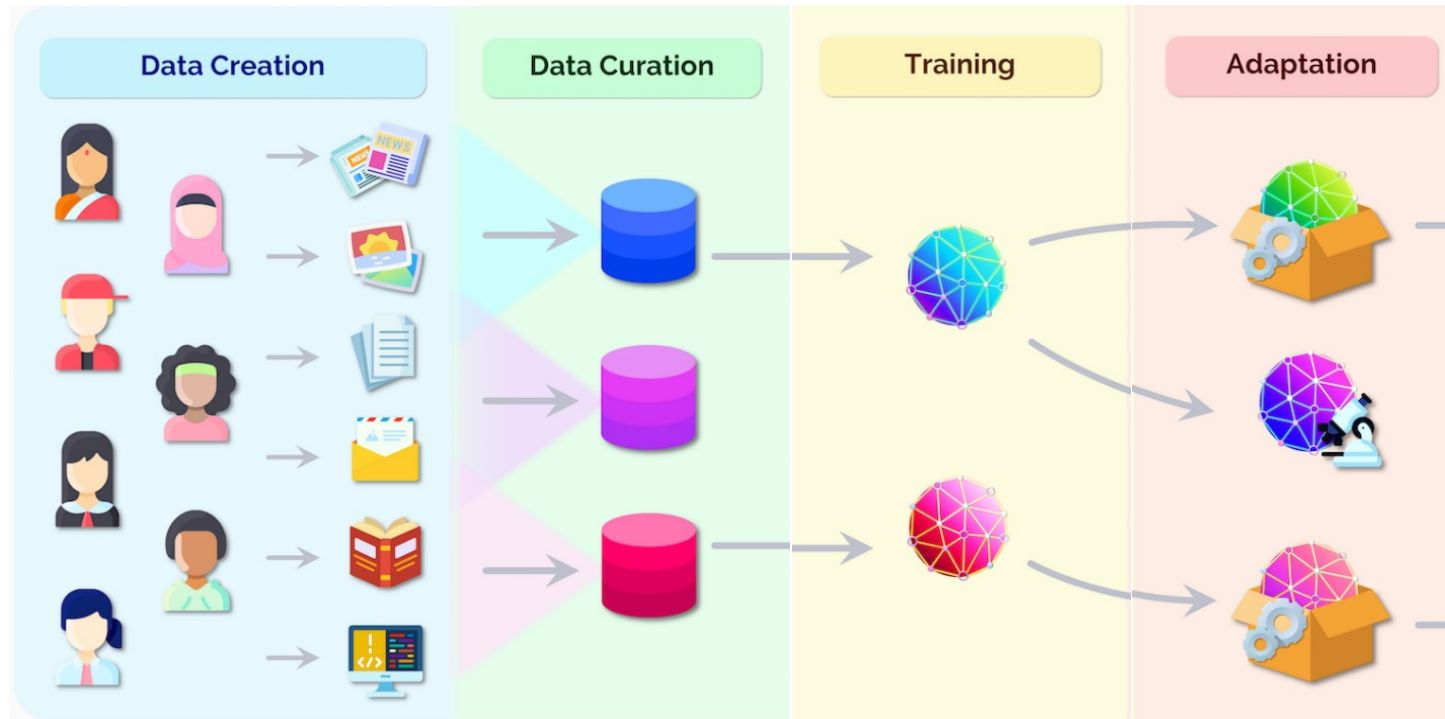 Data Creation
Data Curation
Training
Adaptation
NEWS
NEWS